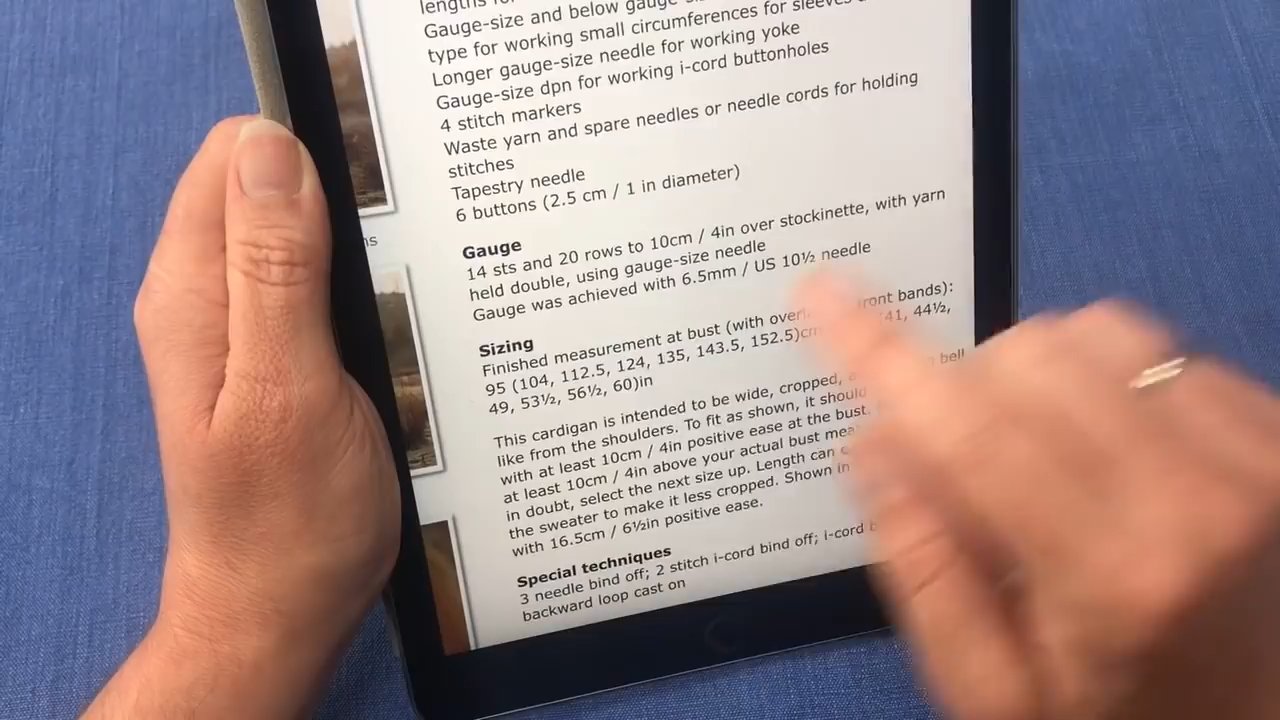 lengths for
Gauge-size and below gauge
type for working small circumferences for sleeves
Longer gauge-size needle for working yoke
Gauge-size dpn for working i-cord buttonholes
4 stitch markers
Waste yarn and spare needles or needle cords for holding
stitches
Tapestry needle
6 buttons (2.5 cm / 1 in diameter)
Gauge
14 sts and 20 rows to 10cm / 4in over stockinette, with yarn
held double, using gauge-size needle
Gauge was achieved with 6.5mm / US 10½ needle
Sizing
Finished measurement at bust (with front bands):
95 (104, 112.5, 124, 135, 143.5, 152.5)cm 41, 44½,
49, 53½, 56½, 60)in
This cardigan is intended to be wide, cropped, bell
like from the shoulders. To fit as shown, it should
with at least 10cm / 4in positive ease at the bust.
at least 10cm / 4in above your actual bust
in doubt, select the next size up. Length can
the sweater to make it less cropped. Shown in
with 16.5cm / 6½in positive ease.
Special techniques
3 needle bind off; 2 stitch i-cord bind off; i-cord
backward loop cast on